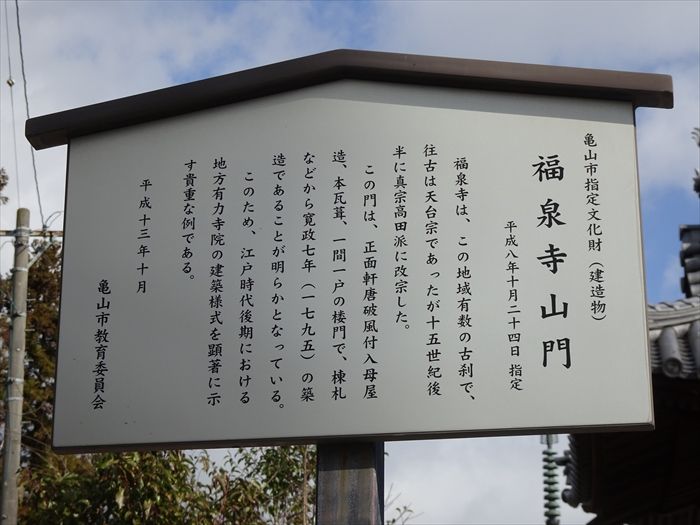 亀山市指定文化財（建造物）
福泉寺山門
平成八年十月二十四日 指定
福泉寺は、この地域有数の古刹で、
往古は天台宗であったが十五世紀後
半に真宗高田派に改宗した。
この門は、正面軒唐破風付入母屋
造、本瓦葺、一間一戸の楼門で、棟札
などから寛政七年（一七九五）の築
造であることが明らかとなっている。
このため、江戸時代後期における
地方有力寺院の建築様式を顕著に示
す貴重な例である。
平成十三年十月
亀山市教育委員会